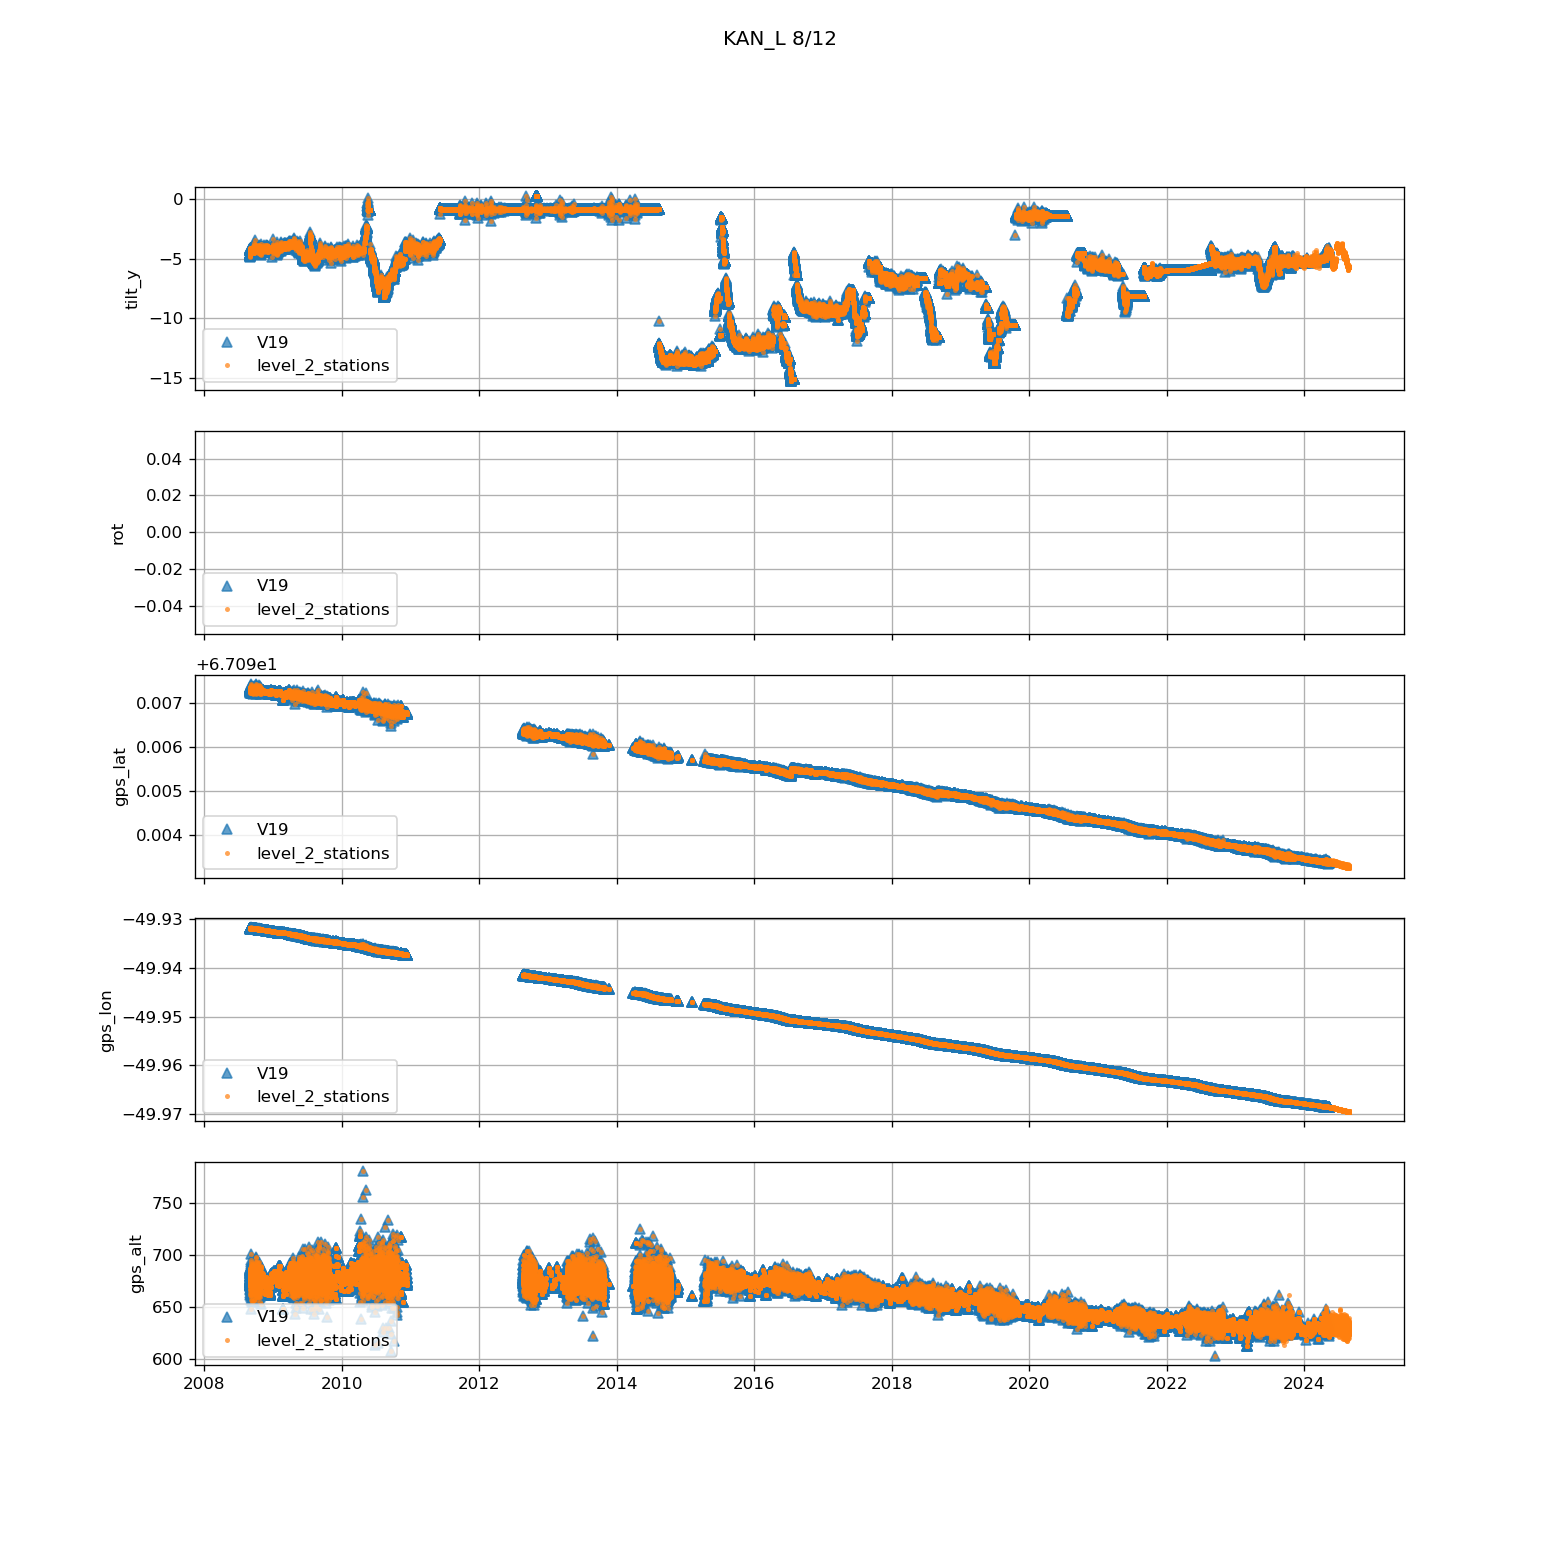 KAN_L 8/12
0
−5
−10
−15
tilt_y
V19
level_2_stations
0.04
0.02
0.00
−0.02
−0.04
rot
V19
level_2_stations
+6.709e1
0.007
0.006
0.005
0.004
gps_lat
V19
level_2_stations
−49.93
−49.94
−49.95
−49.96
−49.97
gps_lon
V19
level_2_stations
750
700
650
600
gps_alt
V19
level_2_stations
2008 2010 2012 2014 2016 2018 2020 2022 2024